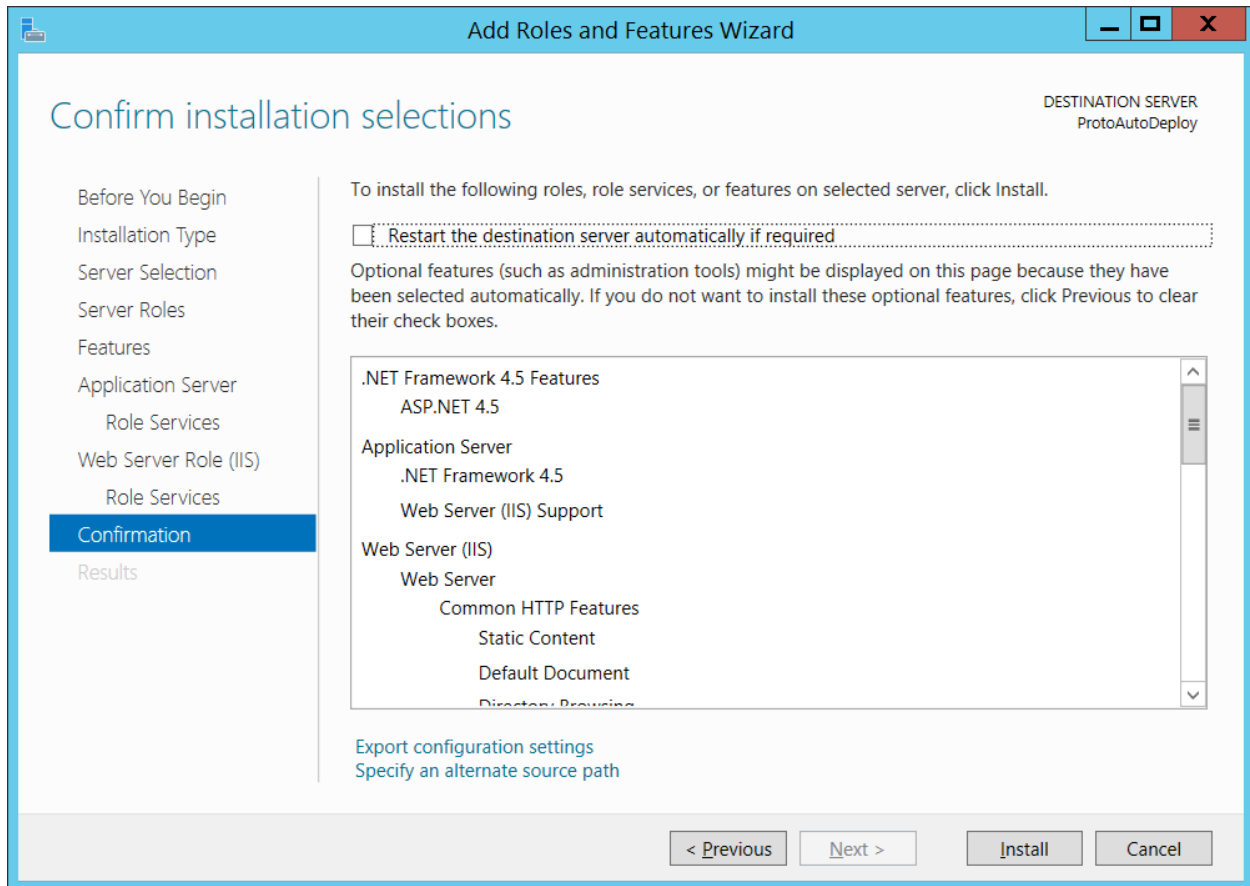 Add Roles and Features Wizard
Confirm installation selections
DESTINATION SERVER
ProtoAutoDeploy
Before You Begin
Installation Type
Server Selection
Server Roles
Features
Application Server
Role Services
Web Server Role (IIS)
Role Services
Confirmation
Results
To install the following roles, role services, or features on selected server, click Install.
Restart the destination server automatically if required
Optional features (such as administration tools) might be displayed on this page because they have
been selected automatically. If you do not want to install these optional features, click Previous to clear
their check boxes.
.NET Framework 4.5 Features
ASP.NET 4.5
Application Server
.NET Framework 4.5
Web Server (IIS) Support
Web Server (IIS)
Web Server
Common HTTP Features
Static Content
Default Document
Directory Browsing
Export configuration settings
Specify an alternate source path
< Previous
Next >
Install
Cancel